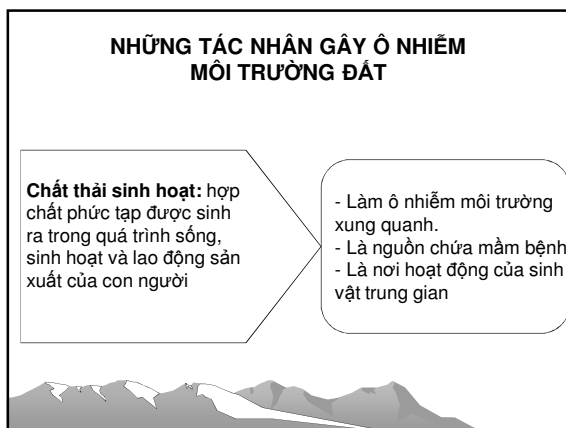 NHỮNG TÁC NHÂN GÂY Ô NHIỄM
MÔI TRƯỜNG ĐẤT
Chất thải sinh hoạt: hợp
chất phức tạp được sinh
ra trong quá trình sống,
sinh hoạt và lao động sản
xuất của con người
- Làm ô nhiễm môi trường
xung quanh.
- Là nguồn chứa mầm bệnh
- Là nơi hoạt động của sinh
vật trung gian